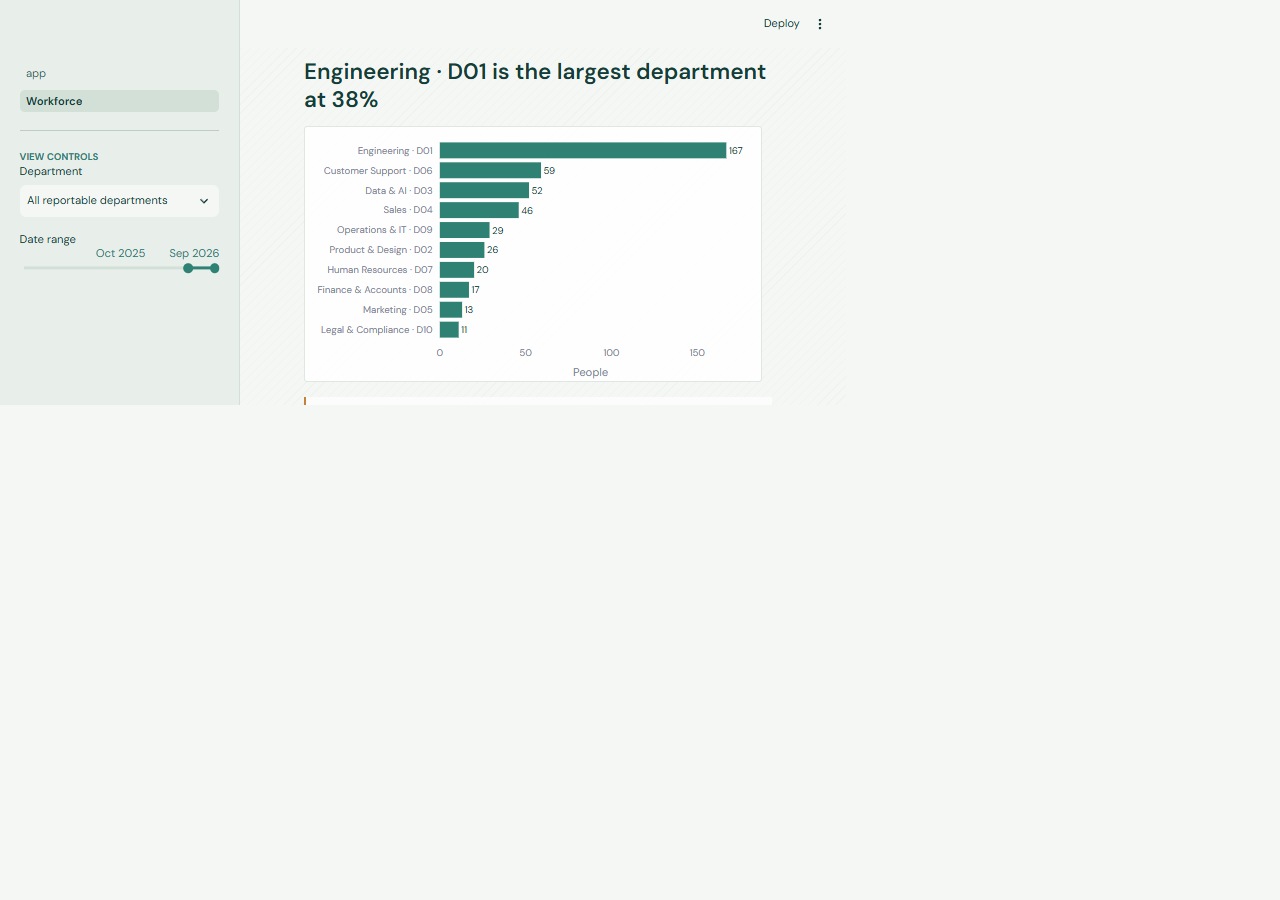 Deploy
app
Workforce
VIEW CONTROLS
Department
All reportable departments
Date range
Oct 2025 Sep 2026
Engineering · D01 is the largest department
at 38%
Engineering · D01 167
Customer Support · D06 59
Data & AI · D03 52
Sales · D04 46
Operations & IT · D09 29
Product & Design · D02 26
Human Resources · D07 20
Finance & Accounts · D08 17
Marketing · D05 13
Legal & Compliance · D10 11
0 50 100 150
People